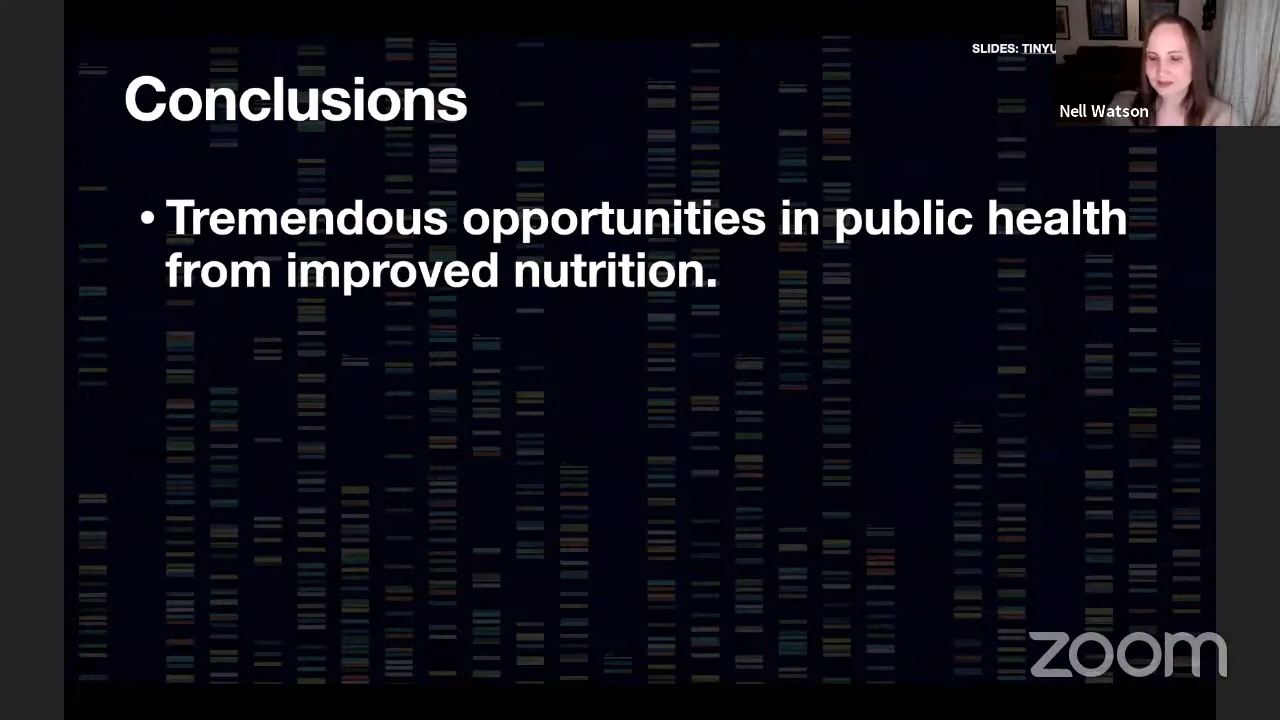 SLIDES: TINYU
Nell Watson
Conclusions
• Tremendous opportunities in public health
from improved nutrition.
zoom